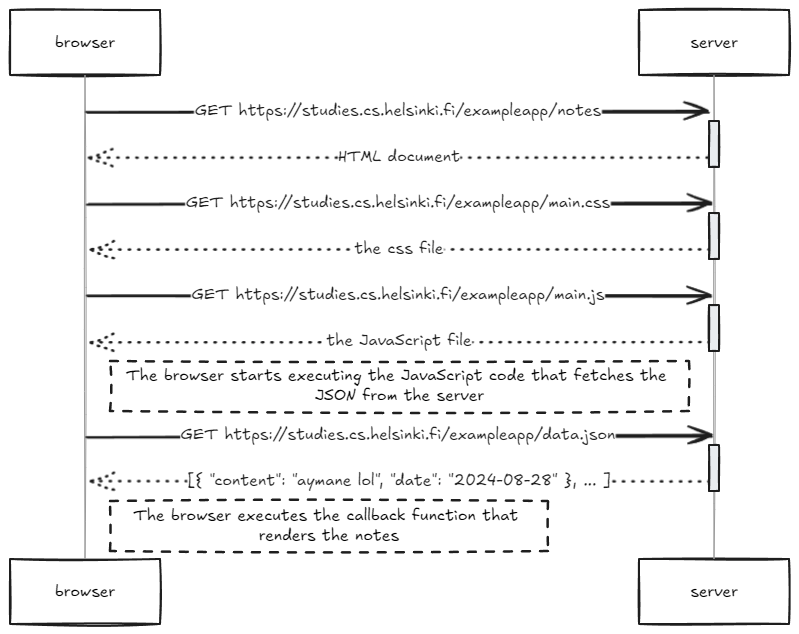 browser
server
GET https://studies.cs.helsinki.fi/exampleapp/notes
HTML document
GET https://studies.cs.helsinki.fi/exampleapp/main.css
the css file
GET https://studies.cs.helsinki.fi/exampleapp/main.js
the JavaScript file
The browser starts executing the JavaScript code that fetches the
JSON from the server
GET https://studies.cs.helsinki.fi/exampleapp/data.json
[{ "content": "aymane lol", "date": "2024-08-28" }, ... ]
The browser executes the callback function that
renders the notes
browser
server